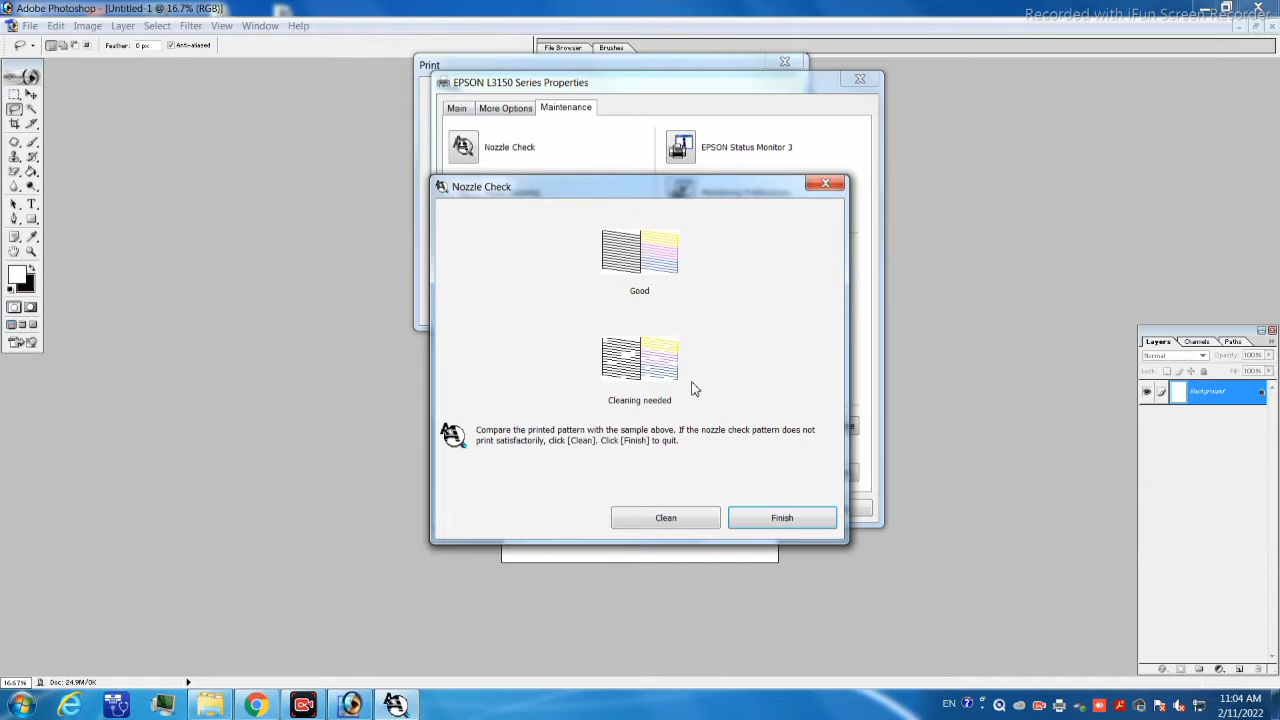 Adobe Photoshop - [Untitled-1 @ 16.7% (RGB)]
Recorded with iFun Screen Recorder
File Edit Image Layer Select Filter View Window Help
Feather: 0 px Anti-aliased
File Browser Brushes
Print
EPSON L3150 Series Properties
Main More Options Maintenance
Nozzle Check
EPSON Status Monitor 3
Nozzle Check
Good
Cleaning needed
Compare the printed pattern with the sample above. If the nozzle check pattern does not
print satisfactorily, click [Clean]. Click [Finish] to quit.
Clean Finish
Layers Channels Paths
Normal Opacity: 100%
Lock: Fill: 100%
Background
16.67% Doc: 24.9M/0K
EN
11:04 AM
2/11/2022